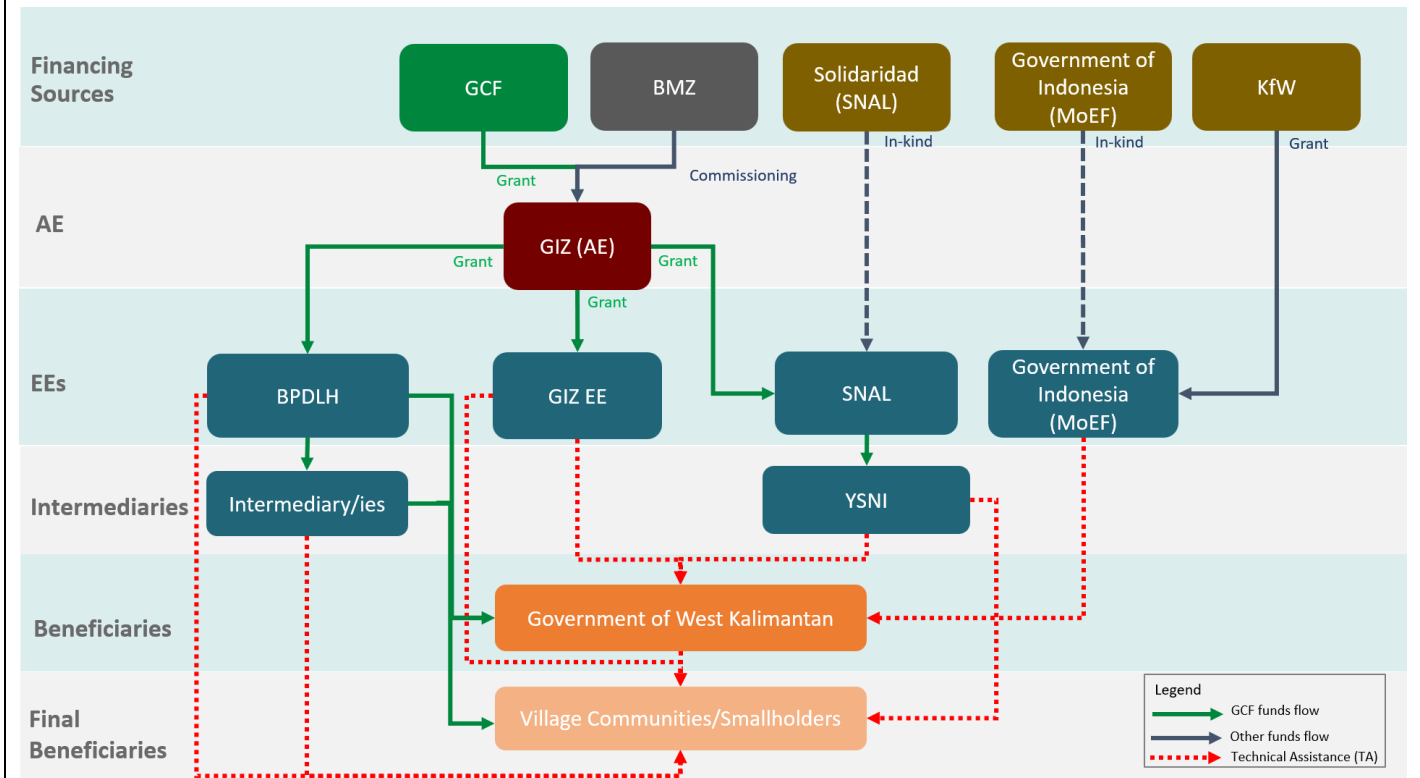 Financing
Sources
GCF
BMZ
Solidaridad
(SNAL)
Government of
Indonesia
(MoEF)
KfW
In-kind
In-kind
Grant
Grant
Commissioning
AE
GIZ (AE)
Grant
Grant
Grant
EEs
BPDLH
GIZ EE
SNAL
Government of
Indonesia
(MoEF)
Intermediaries
Intermediary/ies
YSNI
Beneficiaries
Government of West Kalimantan
Final
Beneficiaries
Village Communities/Smallholders
Legend
GCF funds flow
Other funds flow
Technical Assistance (TA)